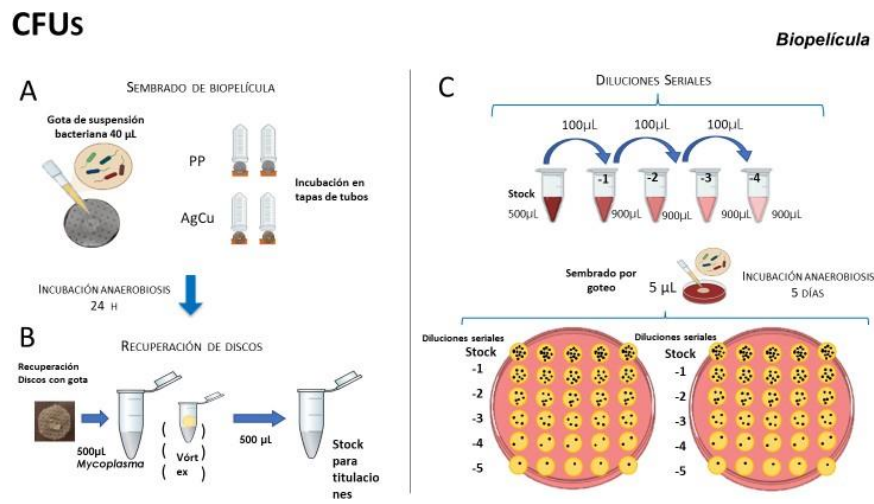 CFUs
Biopelícula
A
SEMBRADO DE BIOPELÍCULA
Gota de suspensión
bacteriana 40 µL
PP
AgCu
Incubación en
tapas de tubos
INCUBACIÓN ANAEROBIOSIS
24 H
B
RECUPERACIÓN DE DISCOS
Recuperación
Discos con gota
500µL
Mycoplasma
( Vórt )
( ex )
500 µL
Stock
para
titulacio
nes
C
DILUCIONES SERIALES
100µL 100µL 100µL
-1 -2 -3 -4
Stock
500µL 900µL 900µL 900µL 900µL
Sembrado por
goteo
5 µL
INCUBACIÓN ANAEROBIOSIS
5 DÍAS
Diluciones seriales
Stock
-1
-2
-3
-4
-5
Diluciones seriales
Stock
-1
-2
-3
-4
-5